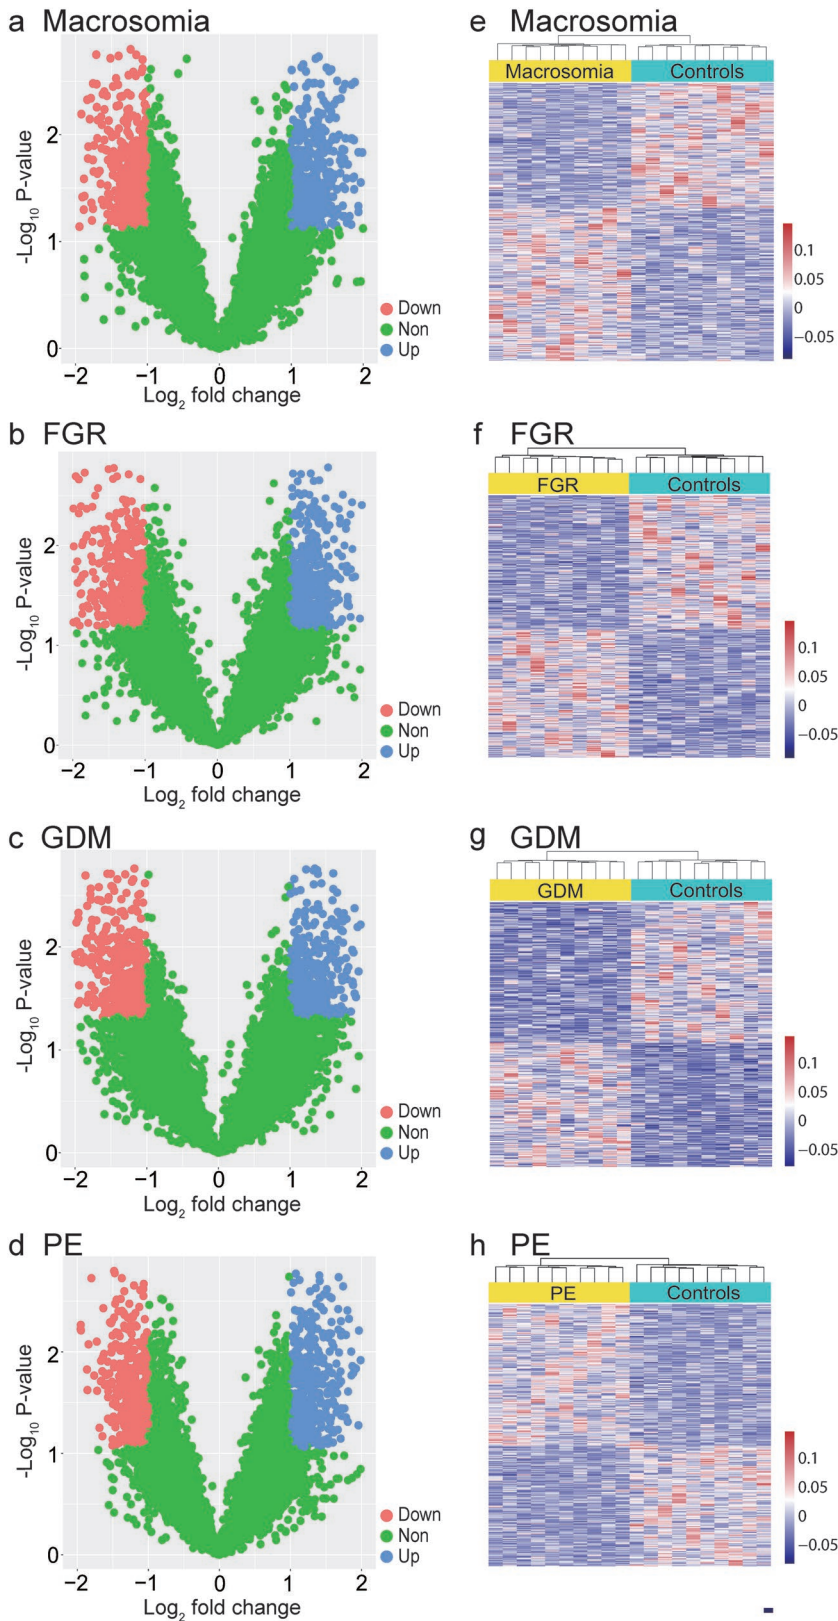 a Macrosomia
-Log10 P-value
2
1
0
−2 −1 0 1 2
Log2 fold change
Down
Non
Up
e Macrosomia
Macrosomia Controls
0.1
0.05
0
−0.05
b FGR
-Log10 P-value
2
1
0
−2 −1 0 1 2
Log2 fold change
Down
Non
Up
f FGR
FGR Controls
0.1
0.05
0
−0.05
c GDM
-Log10 P-value
2
1
0
−2 −1 0 1 2
Log2 fold change
Down
Non
Up
g GDM
GDM Controls
0.1
0.05
0
−0.05
d PE
-Log10 P-value
2
1
0
−2 −1 0 1 2
Log2 fold change
Down
Non
Up
h PE
PE Controls
0.1
0.05
0
−0.05